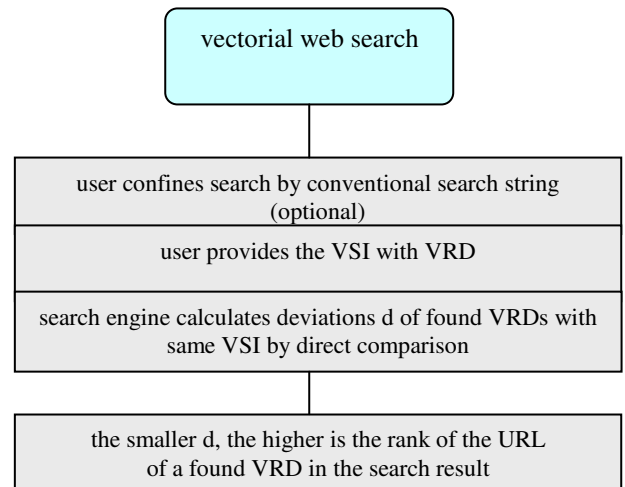 vectorial web search
user confines search by conventional search string
(optional)
user provides the VSI with VRD
search engine calculates deviations d of found VRDs with
same VSI by direct comparison
the smaller d, the higher is the rank of the URL
of a found VRD in the search result